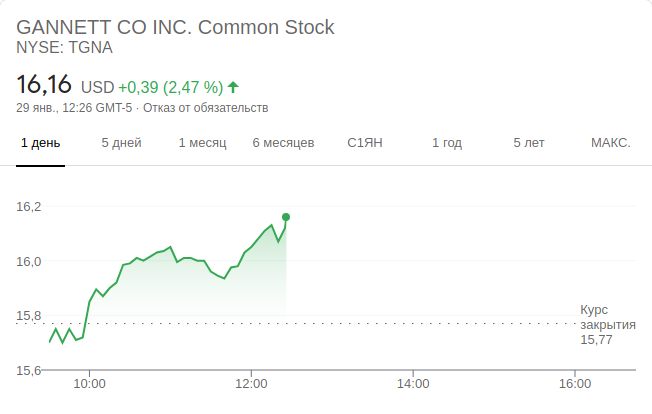 GANNETT CO INC. Common Stock
NYSE: TGNA
16,16 USD +0,39 (2,47 %)
29 янв., 12:26 GMT-5 · Отказ от обязательств
1 день 5 дней 1 месяц 6 месяцев С1ЯН 1 год 5 лет МАКС.
16,2
16,0
15,8
15,6
Курс
закрытия
15,77
10:00 12:00 14:00 16:00